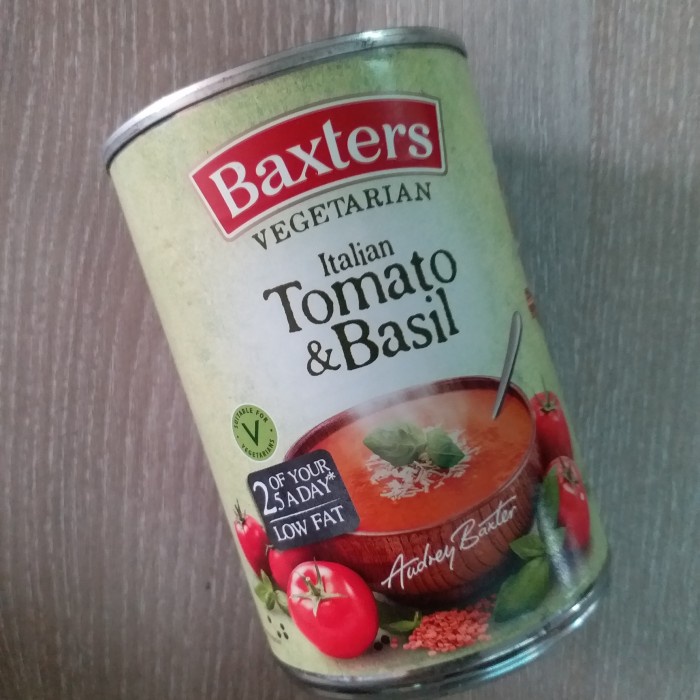 Baxters
VEGETARIAN
Italian
Tomato
& Basil
SUITABLE FOR
V
VEGETARIANS
2 OF YOUR
5 A DAY*
LOW FAT
Audrey Baxter